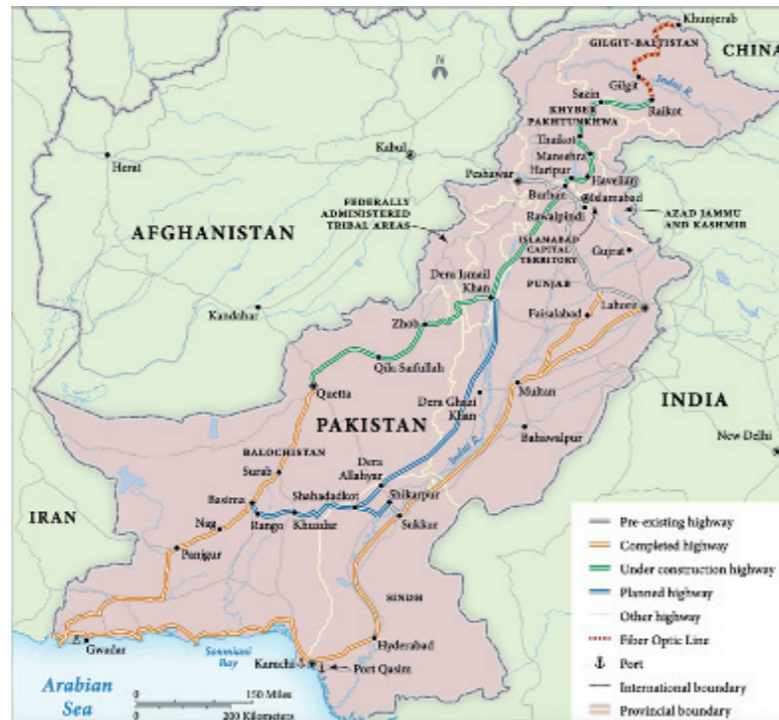 Khunjerab
GILGIT-BALTISTAN
CHINA
N
Gilgit
Indus R.
Sazin
Raikot
KHYBER
PAKHTUNKHWA
Thakot
Kabul
Herat
Mansehra
Haripur
Peshawar
Havelian
Burhan
Islamabad
FEDERALLY
ADMINISTERED
TRIBAL AREAS
Rawalpindi
AZAD JAMMU
AND KASHMIR
AFGHANISTAN
ISLAMABAD
CAPITAL
TERRITORY
Gujrat
Dera Ismail
Khan
PUNJAB
Kandahar
Zhob
Faisalabad
Lahore
Qila Saifullah
Quetta
Multan
Dera Ghazi
Khan
INDIA
PAKISTAN
Bahawalpur
New Delhi
BALOCHISTAN
Indus R.
Surab
Dera
Allahyar
Basima
Shahadadkot
Shikarpur
IRAN
Nag
Rango
Khuzdar
Sukkur
Panjgur
SINDH
Gwadar
Sonmiani
Bay
Hyderabad
Karachi
Port Qasim
Arabian
Sea
0
150 Miles
0
200 Kilometers
Pre-existing highway
Completed highway
Under construction highway
Planned highway
Other highway
Fiber Optic Line
Port
International boundary
Provincial boundary